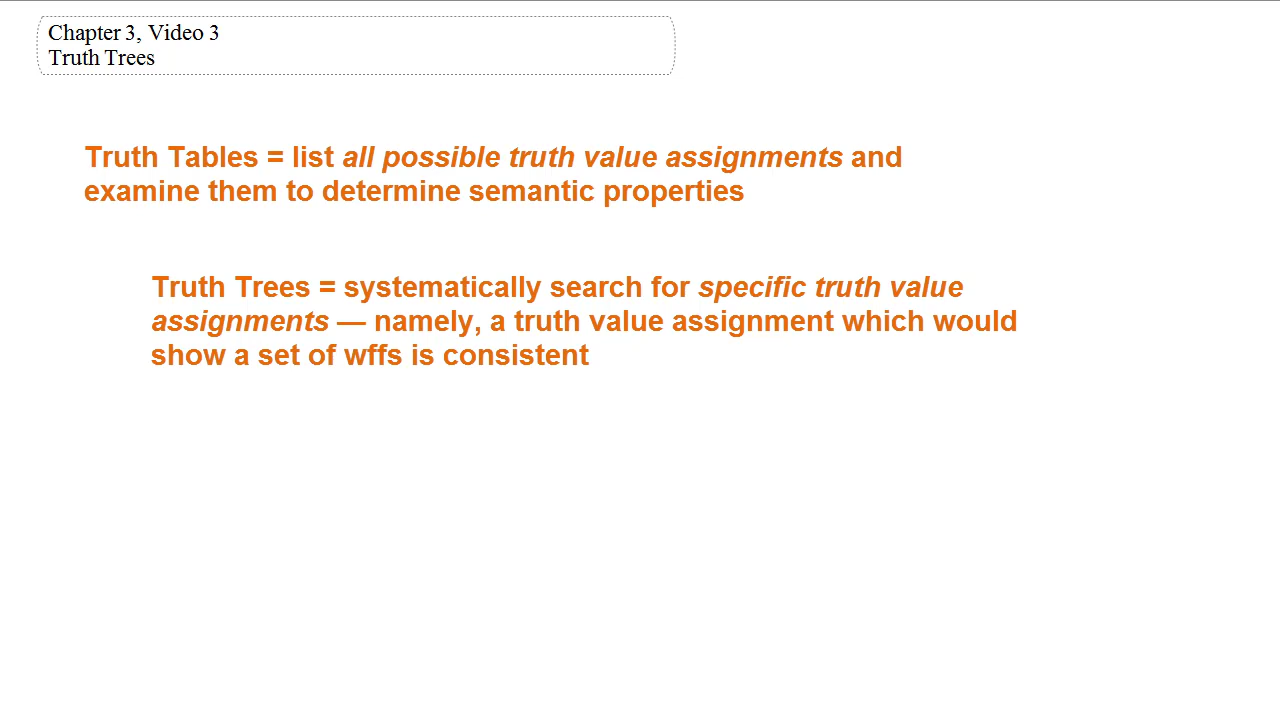 Chapter 3, Video 3
Truth Trees
Truth Tables = list all possible truth value assignments and
examine them to determine semantic properties
Truth Trees = systematically search for specific truth value
assignments — namely, a truth value assignment which would
show a set of wffs is consistent